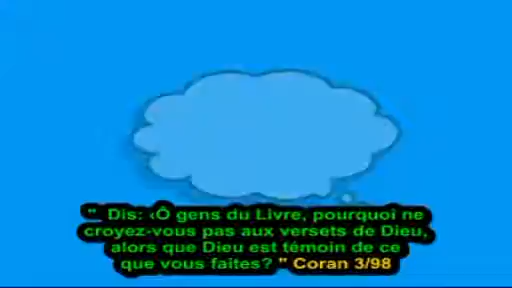 " Dis: ‹Ô gens du Livre, pourquoi ne
croyez-vous pas aux versets de Dieu,
alors que Dieu est témoin de ce
que vous faites? " Coran 3/98